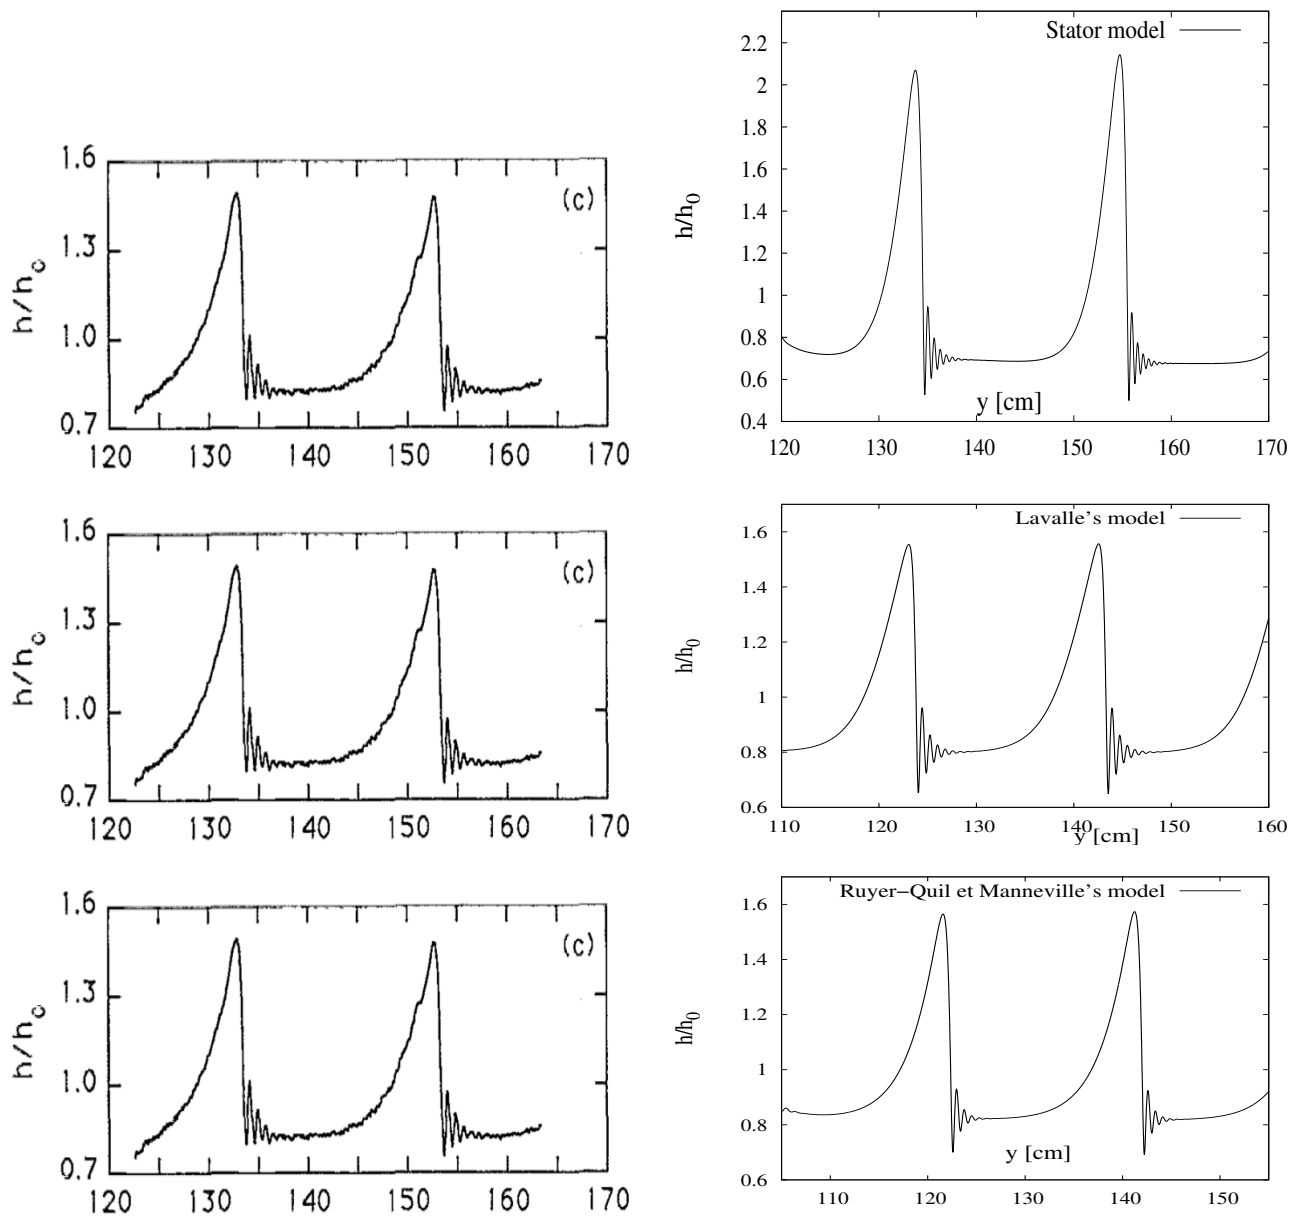 1.6
1.3
1.0
0.7
h/hc
(c)
120 130 140 150 160 170
2.2
2
1.8
1.6
1.4
1.2
1
0.8
0.6
0.4
h/h0
Stator model
y [cm]
120 130 140 150 160 170
1.6
1.3
1.0
0.7
h/hc
(c)
120 130 140 150 160 170
1.6
1.4
1.2
1
0.8
0.6
h/h0
Lavalle's model
110 120 130 140 150 160
y [cm]
1.6
1.3
1.0
0.7
h/hc
(c)
120 130 140 150 160 170
1.6
1.4
1.2
1
0.8
0.6
h/h0
Ruyer−Quil et Manneville's model
y [cm]
110 120 130 140 150